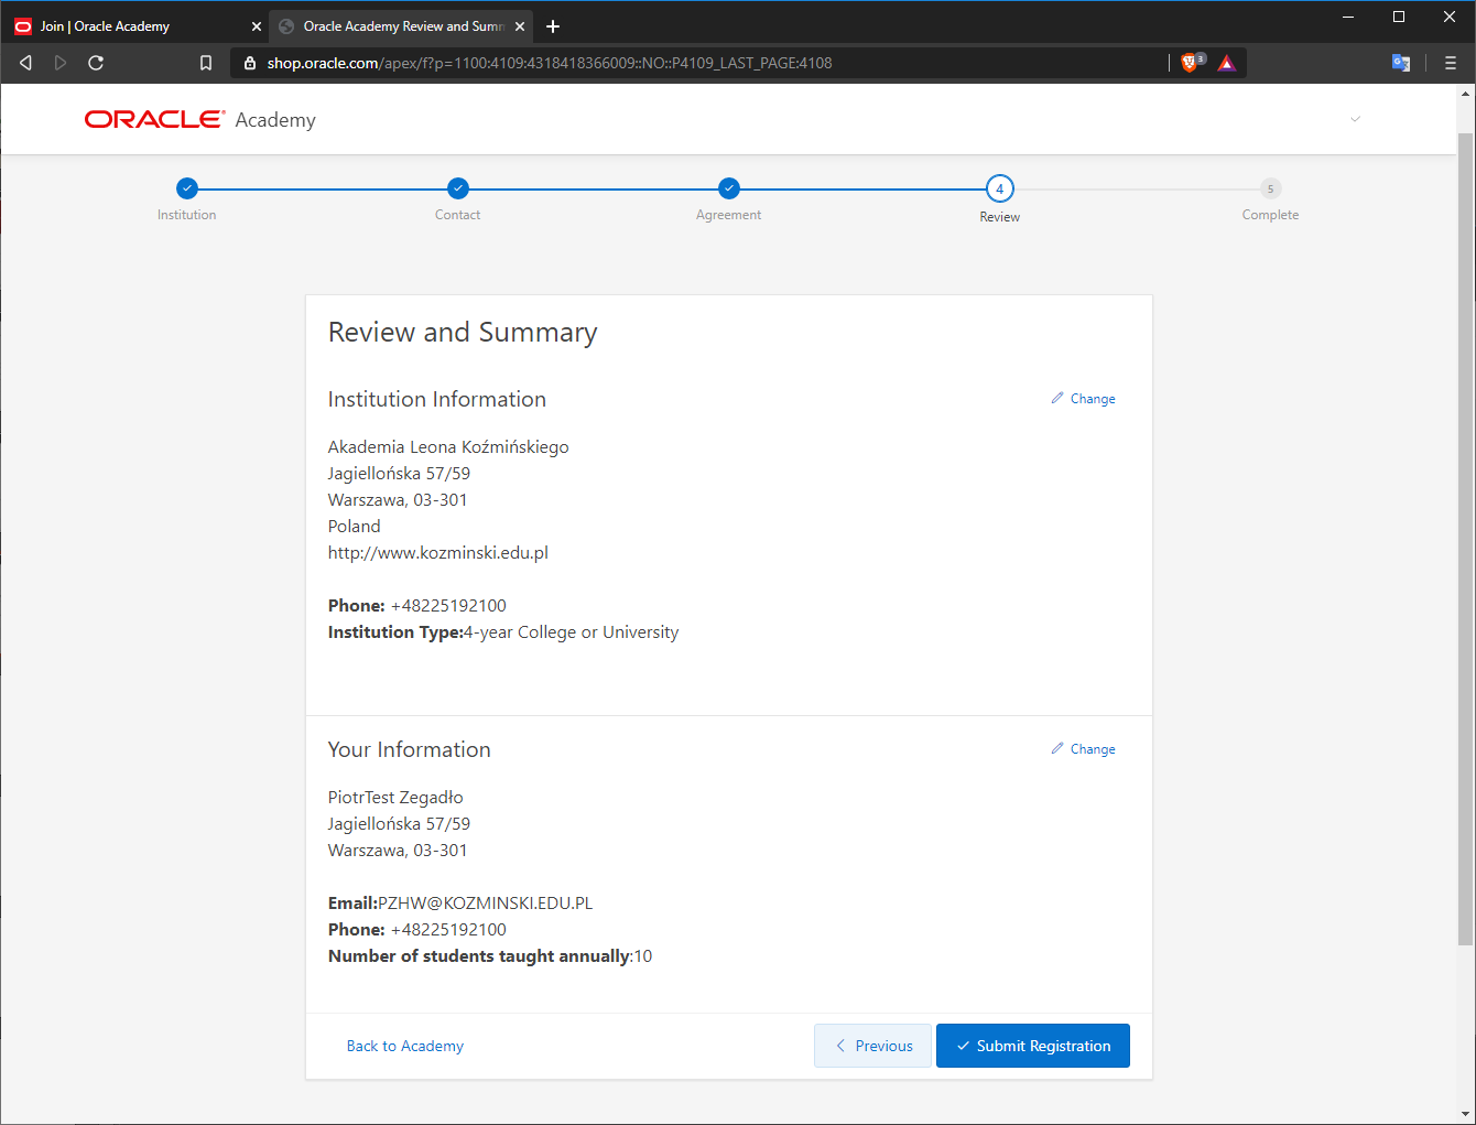 Join | Oracle Academy
Oracle Academy Review and Summ
shop.oracle.com/apex/f?p=1100:4109:4318418366009::NO::P4109_LAST_PAGE:4108
3
ORACLE® Academy
4
5
Institution
Contact
Agreement
Review
Complete
Review and Summary
Institution Information
Change
Akademia Leona Koźmińskiego
Jagiellońska 57/59
Warszawa, 03-301
Poland
http://www.kozminski.edu.pl
Phone: +48225192100
Institution Type:4-year College or University
Your Information
Change
PiotrTest Zegadło
Jagiellońska 57/59
Warszawa, 03-301
Email:PZHW@KOZMINSKI.EDU.PL
Phone: +48225192100
Number of students taught annually:10
Back to Academy
Previous
Submit Registration